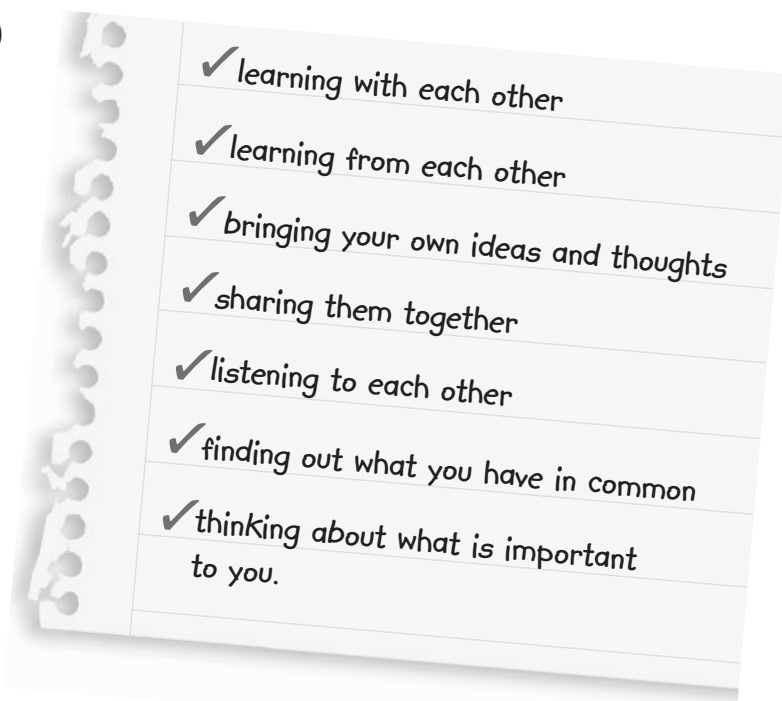 ✓learning with each other
✓learning from each other
✓bringing your own ideas and thoughts
✓sharing them together
✓listening to each other
✓finding out what you have in common
✓thinking about what is important
to you.